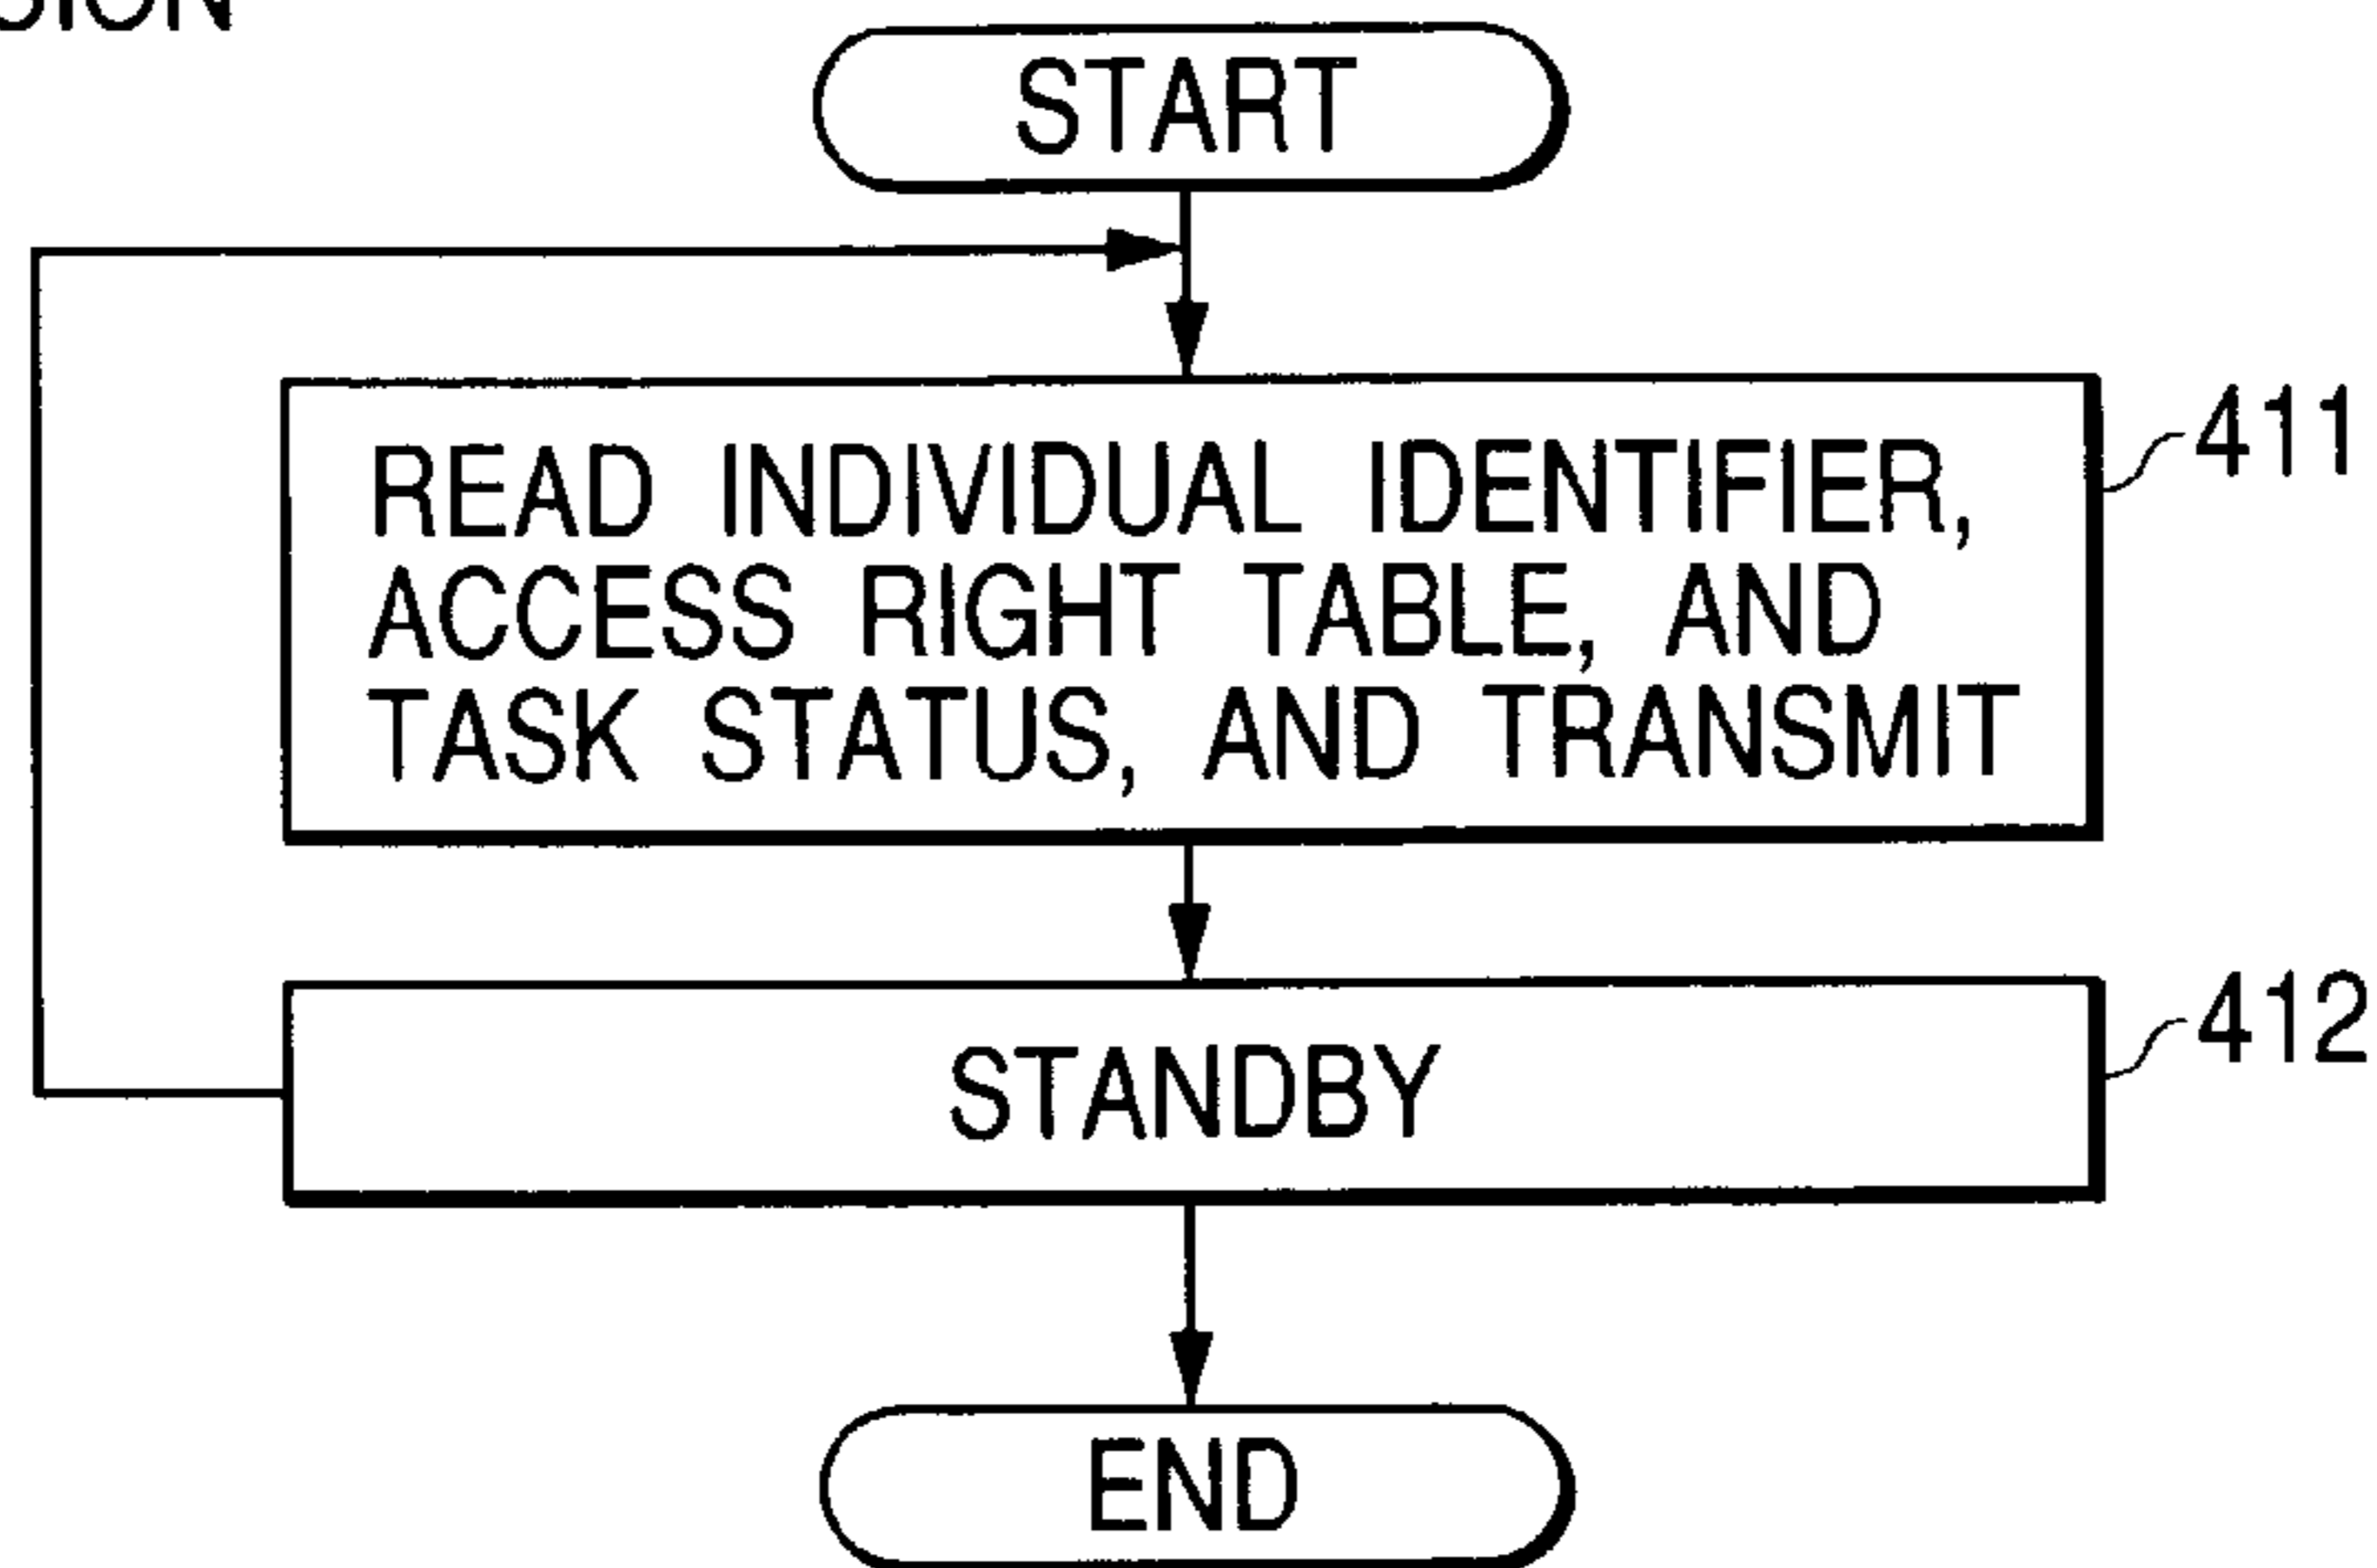 START
READ INDIVIDUAL IDENTIFIER,
ACCESS RIGHT TABLE, AND
TASK STATUS, AND TRANSMIT
411
STANDBY
412
END